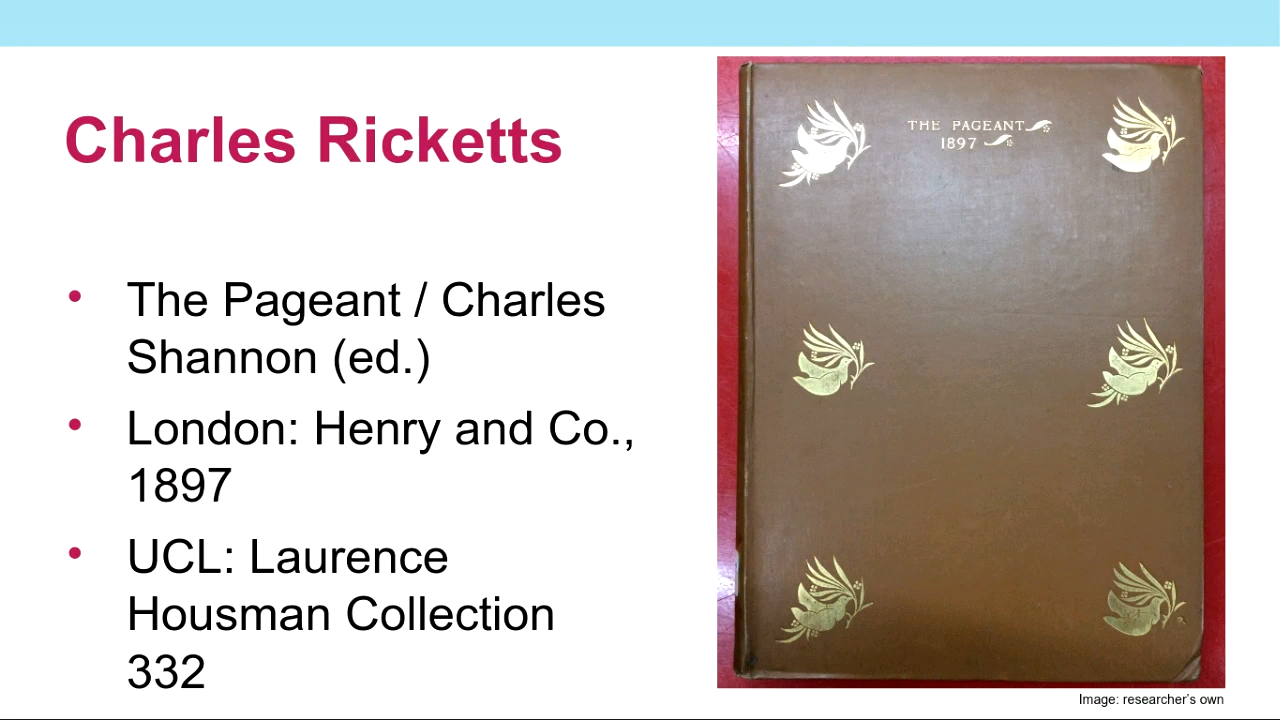 Charles Ricketts
• The Pageant / Charles
Shannon (ed.)
• London: Henry and Co.,
1897
• UCL: Laurence
Housman Collection
332
THE PAGEANT
1897
Image: researcher's own